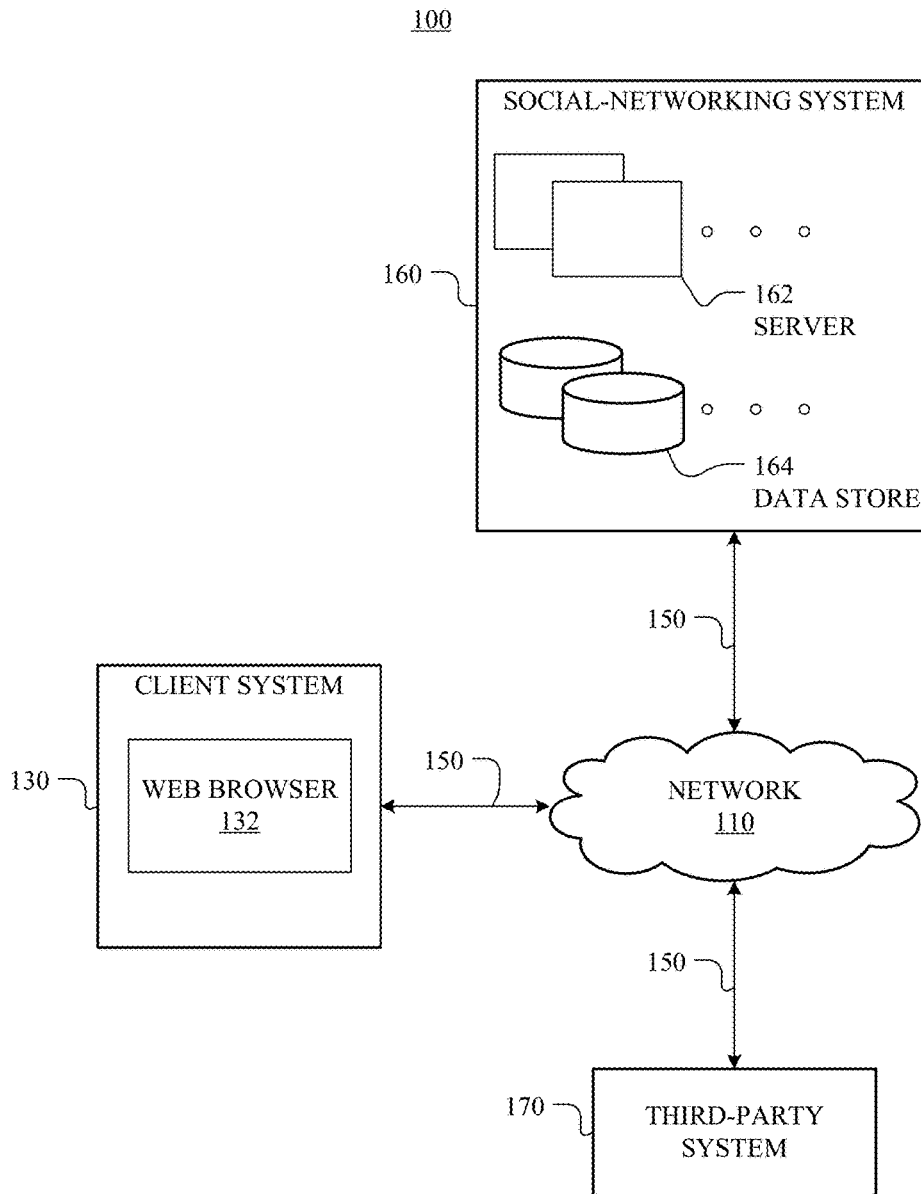 100
SOCIAL-NETWORKING SYSTEM
160
162
SERVER
164
DATA STORE
150
CLIENT SYSTEM
130
WEB BROWSER
132
150
NETWORK
110
150
170
THIRD-PARTY
SYSTEM